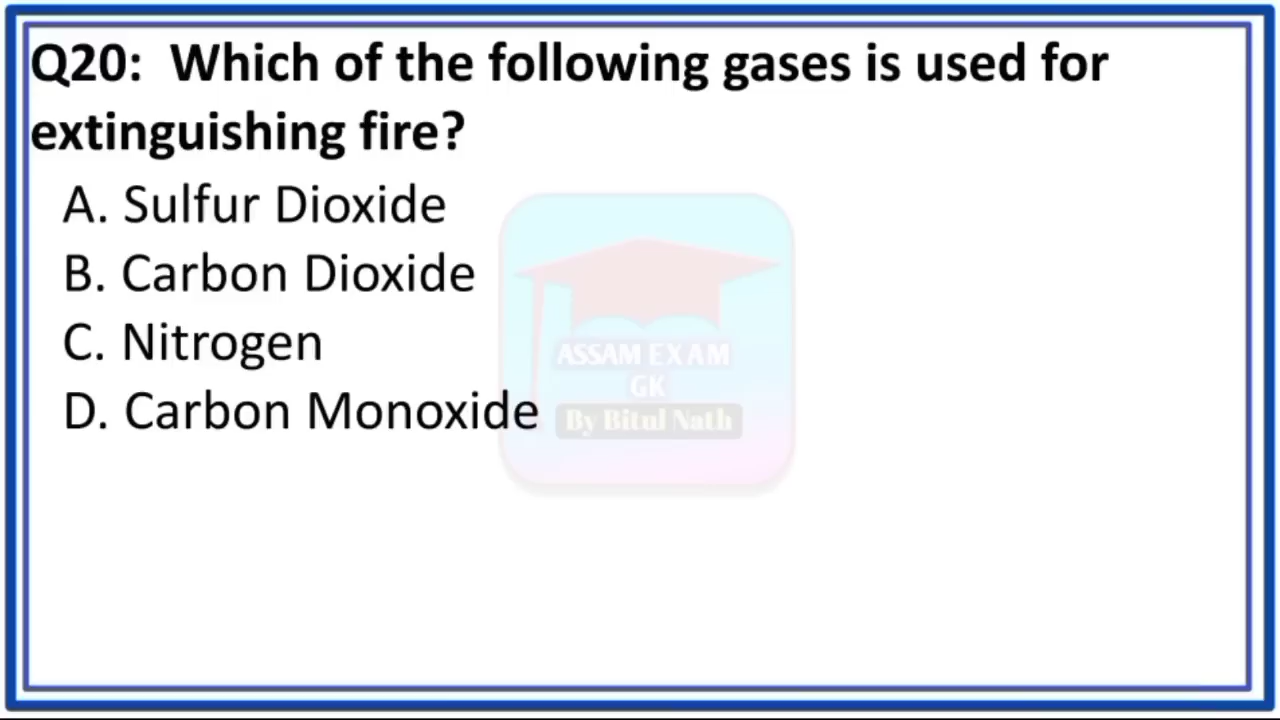 Q20: Which of the following gases is used for
extinguishing fire?
A. Sulfur Dioxide
B. Carbon Dioxide
C. Nitrogen
D. Carbon Monoxide
ASSAM EXAM
GK
By Bitul Nath